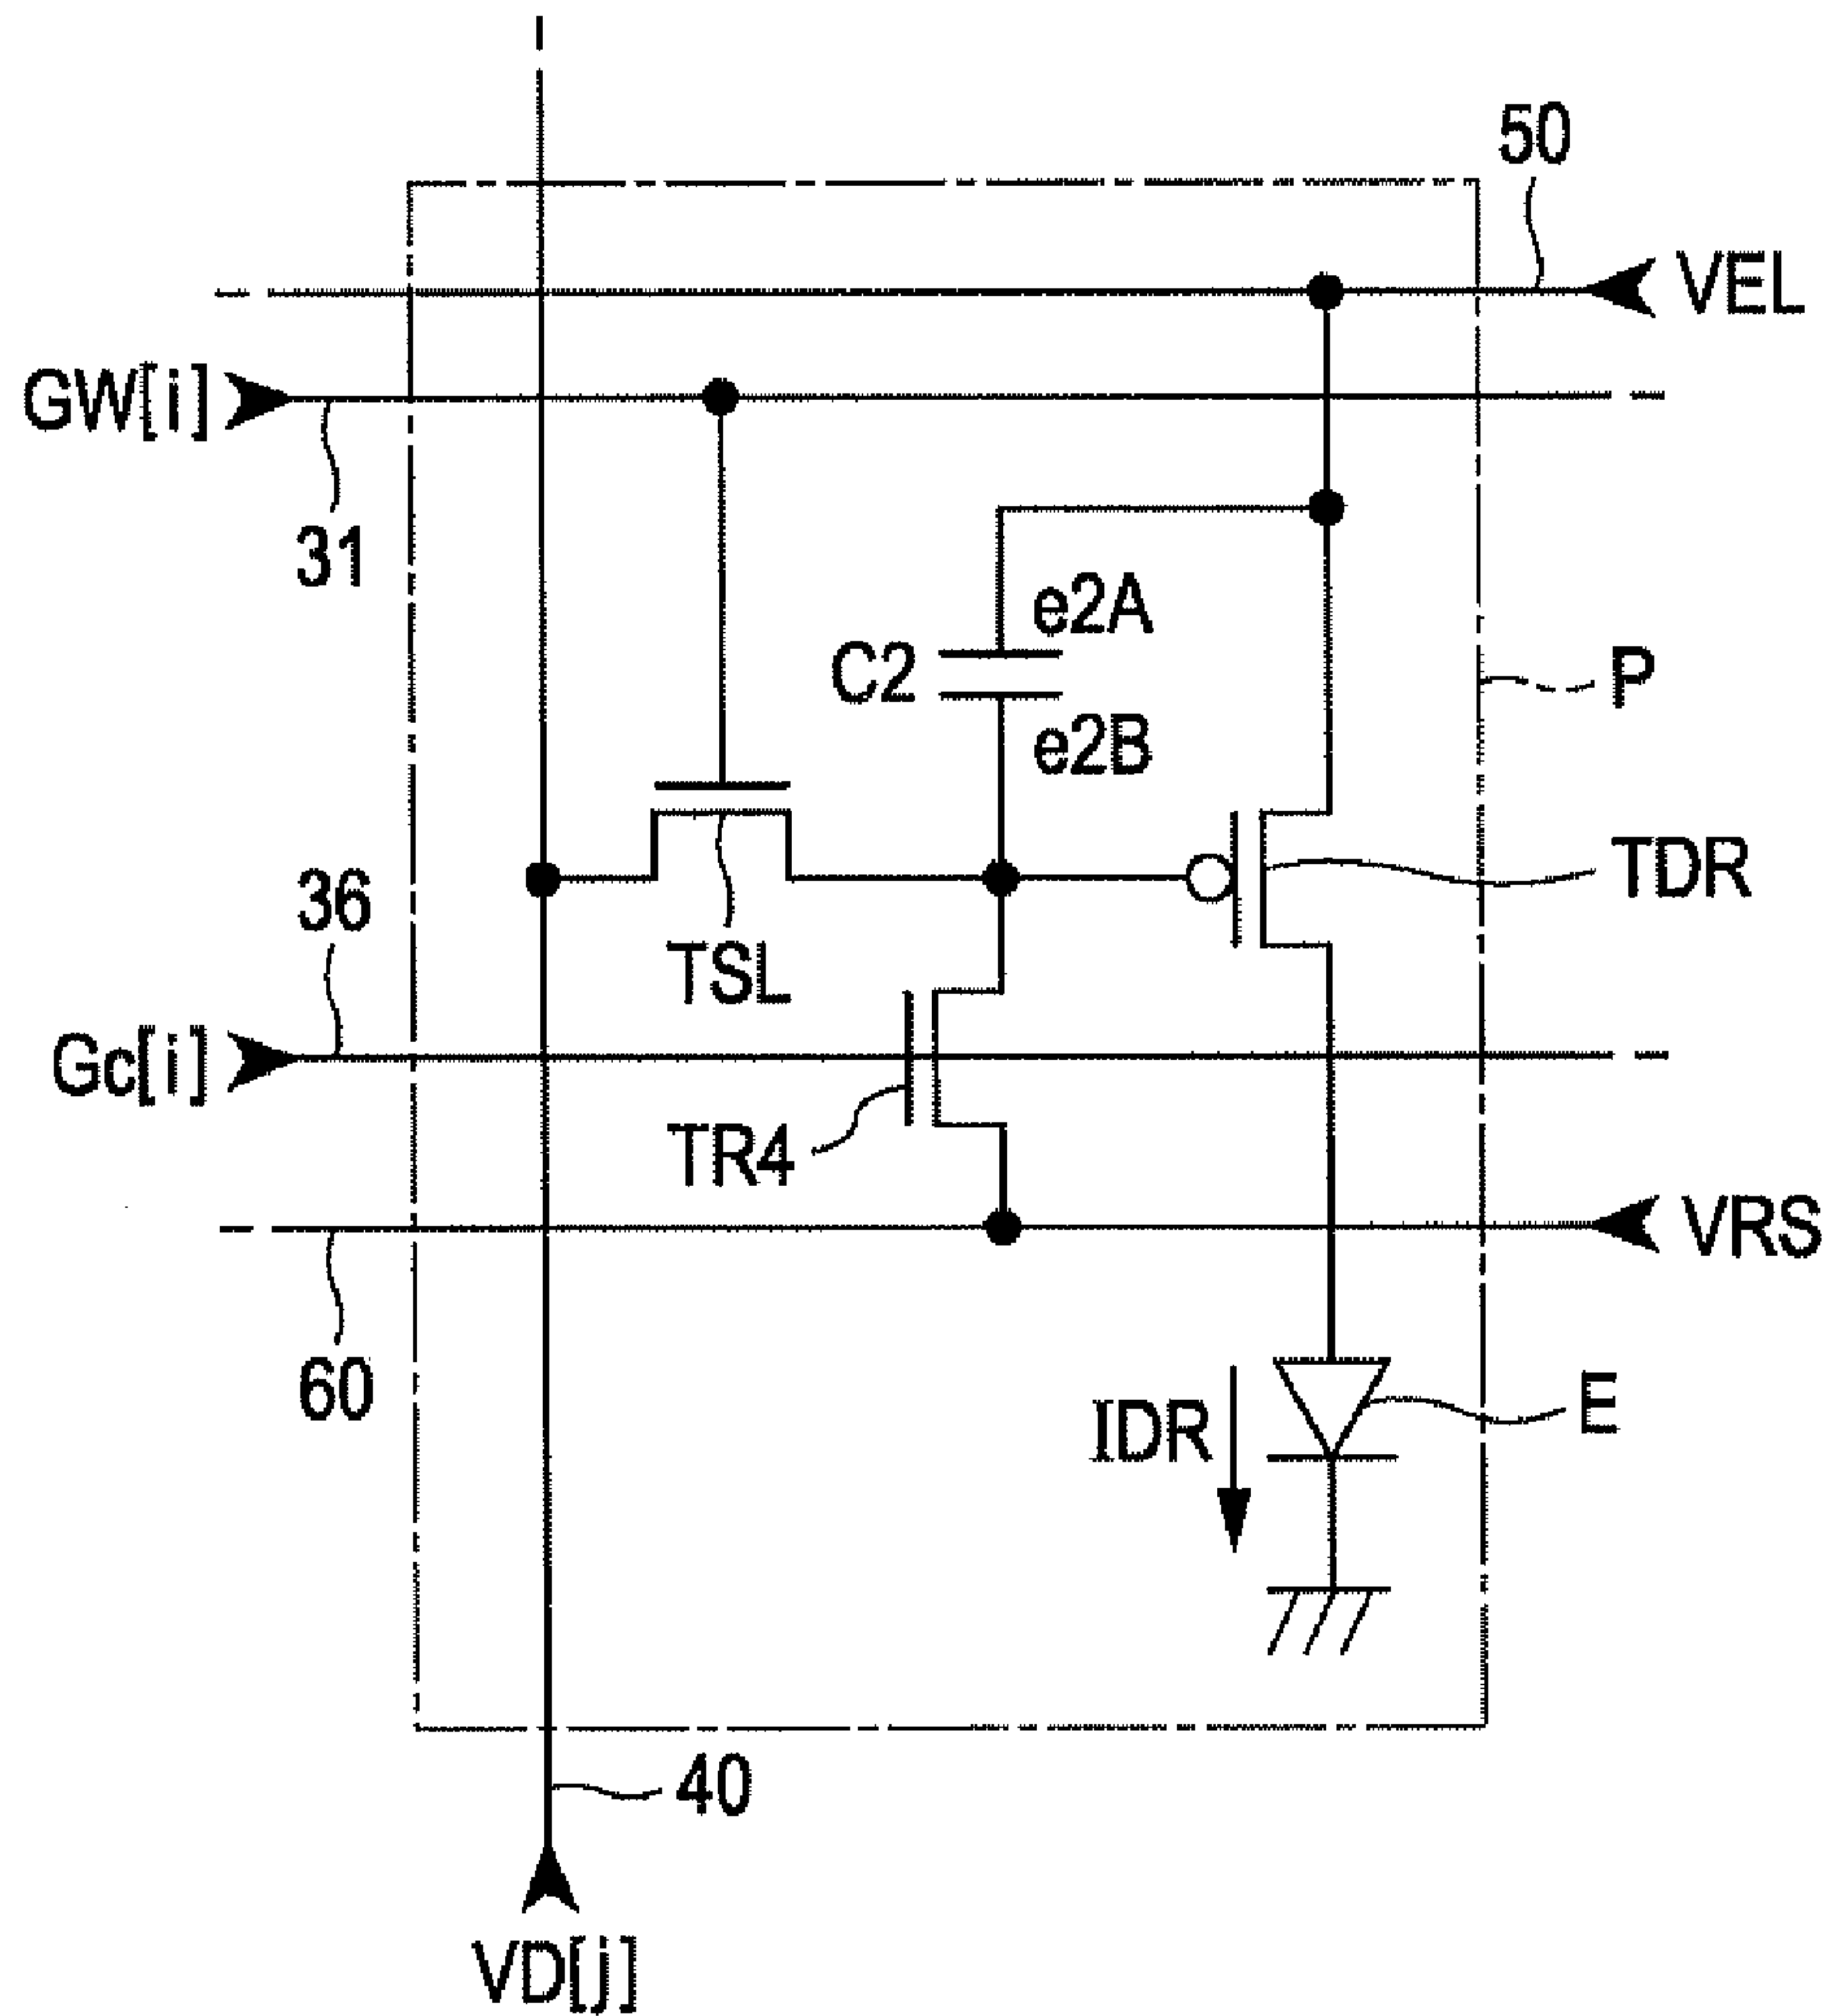 50
VEL
GW[i]
31
e2A
C2
P
e2B
TDR
36
TSL
Gc[i]
TR4
VRS
60
IDR
E
40
VD[j]